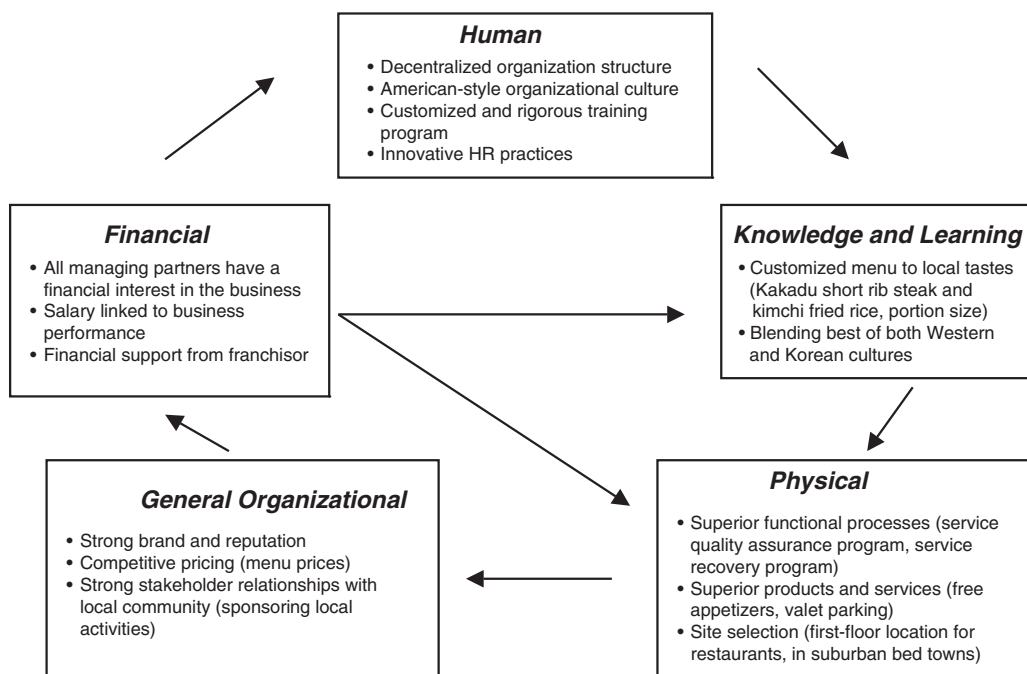 Human
• Decentralized organization structure
• American-style organizational culture
• Customized and rigorous training
program
• Innovative HR practices
Financial
• All managing partners have a
financial interest in the business
• Salary linked to business
performance
• Financial support from franchisor
Knowledge and Learning
• Customized menu to local tastes
(Kakadu short rib steak and
kimchi fried rice, portion size)
• Blending best of both Western
and Korean cultures
General Organizational
• Strong brand and reputation
• Competitive pricing (menu prices)
• Strong stakeholder relationships with
local community (sponsoring local
activities)
Physical
• Superior functional processes (service
quality assurance program, service
recovery program)
• Superior products and services (free
appetizers, valet parking)
• Site selection (first-floor location for
restaurants, in suburban bed towns)